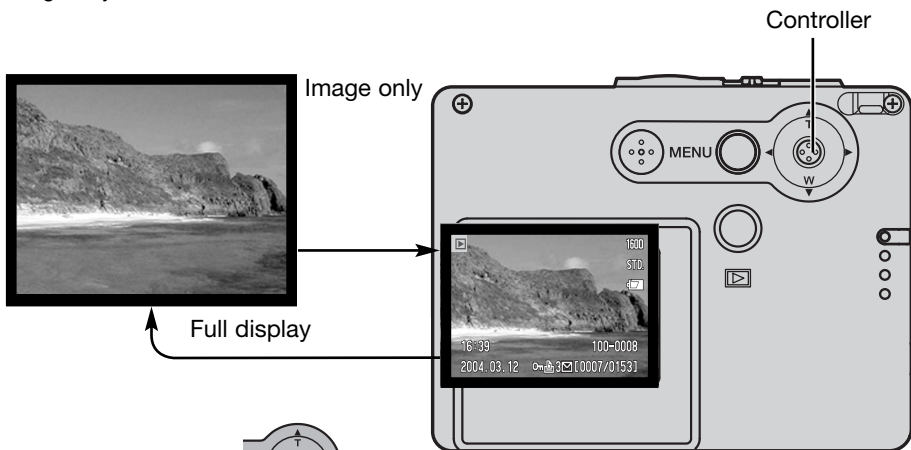 Controller
Image only
MENU
T
W
1600
STD.
Full display
16:39
100-0008
2004.03.12
3
[0007/0153]
T